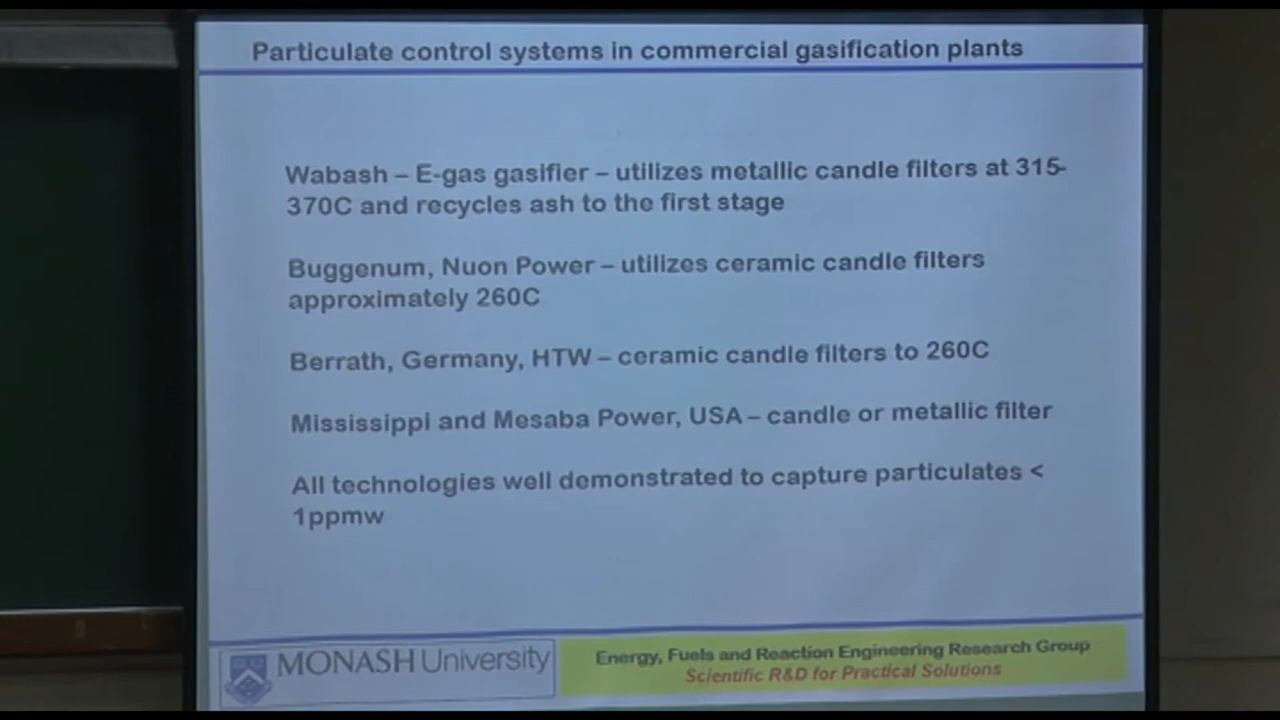 Particulate control systems in commercial gasification plants
Wabash – E-gas gasifier – utilizes metallic candle filters at 315-
370C and recycles ash to the first stage
Buggenum, Nuon Power – utilizes ceramic candle filters
approximately 260C
Berrath, Germany, HTW – ceramic candle filters to 260C
Mississippi and Mesaba Power, USA – candle or metallic filter
All technologies well demonstrated to capture particulates <
1ppmw
MONASH University
Energy, Fuels and Reaction Engineering Research Group
Scientific R&D for Practical Solutions